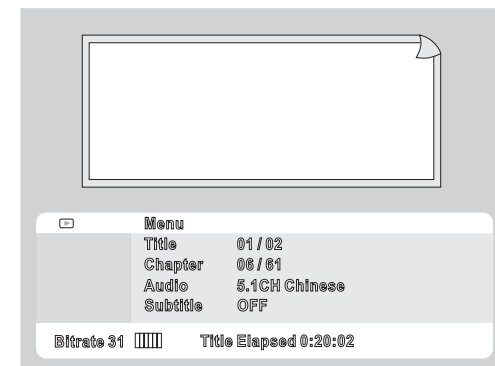 Menu
Title 01 / 02
Chapter 06 / 61
Audio 5.1CH Chinese
Subtitle OFF
Bitrate 31 Title Elapsed 0:20:02